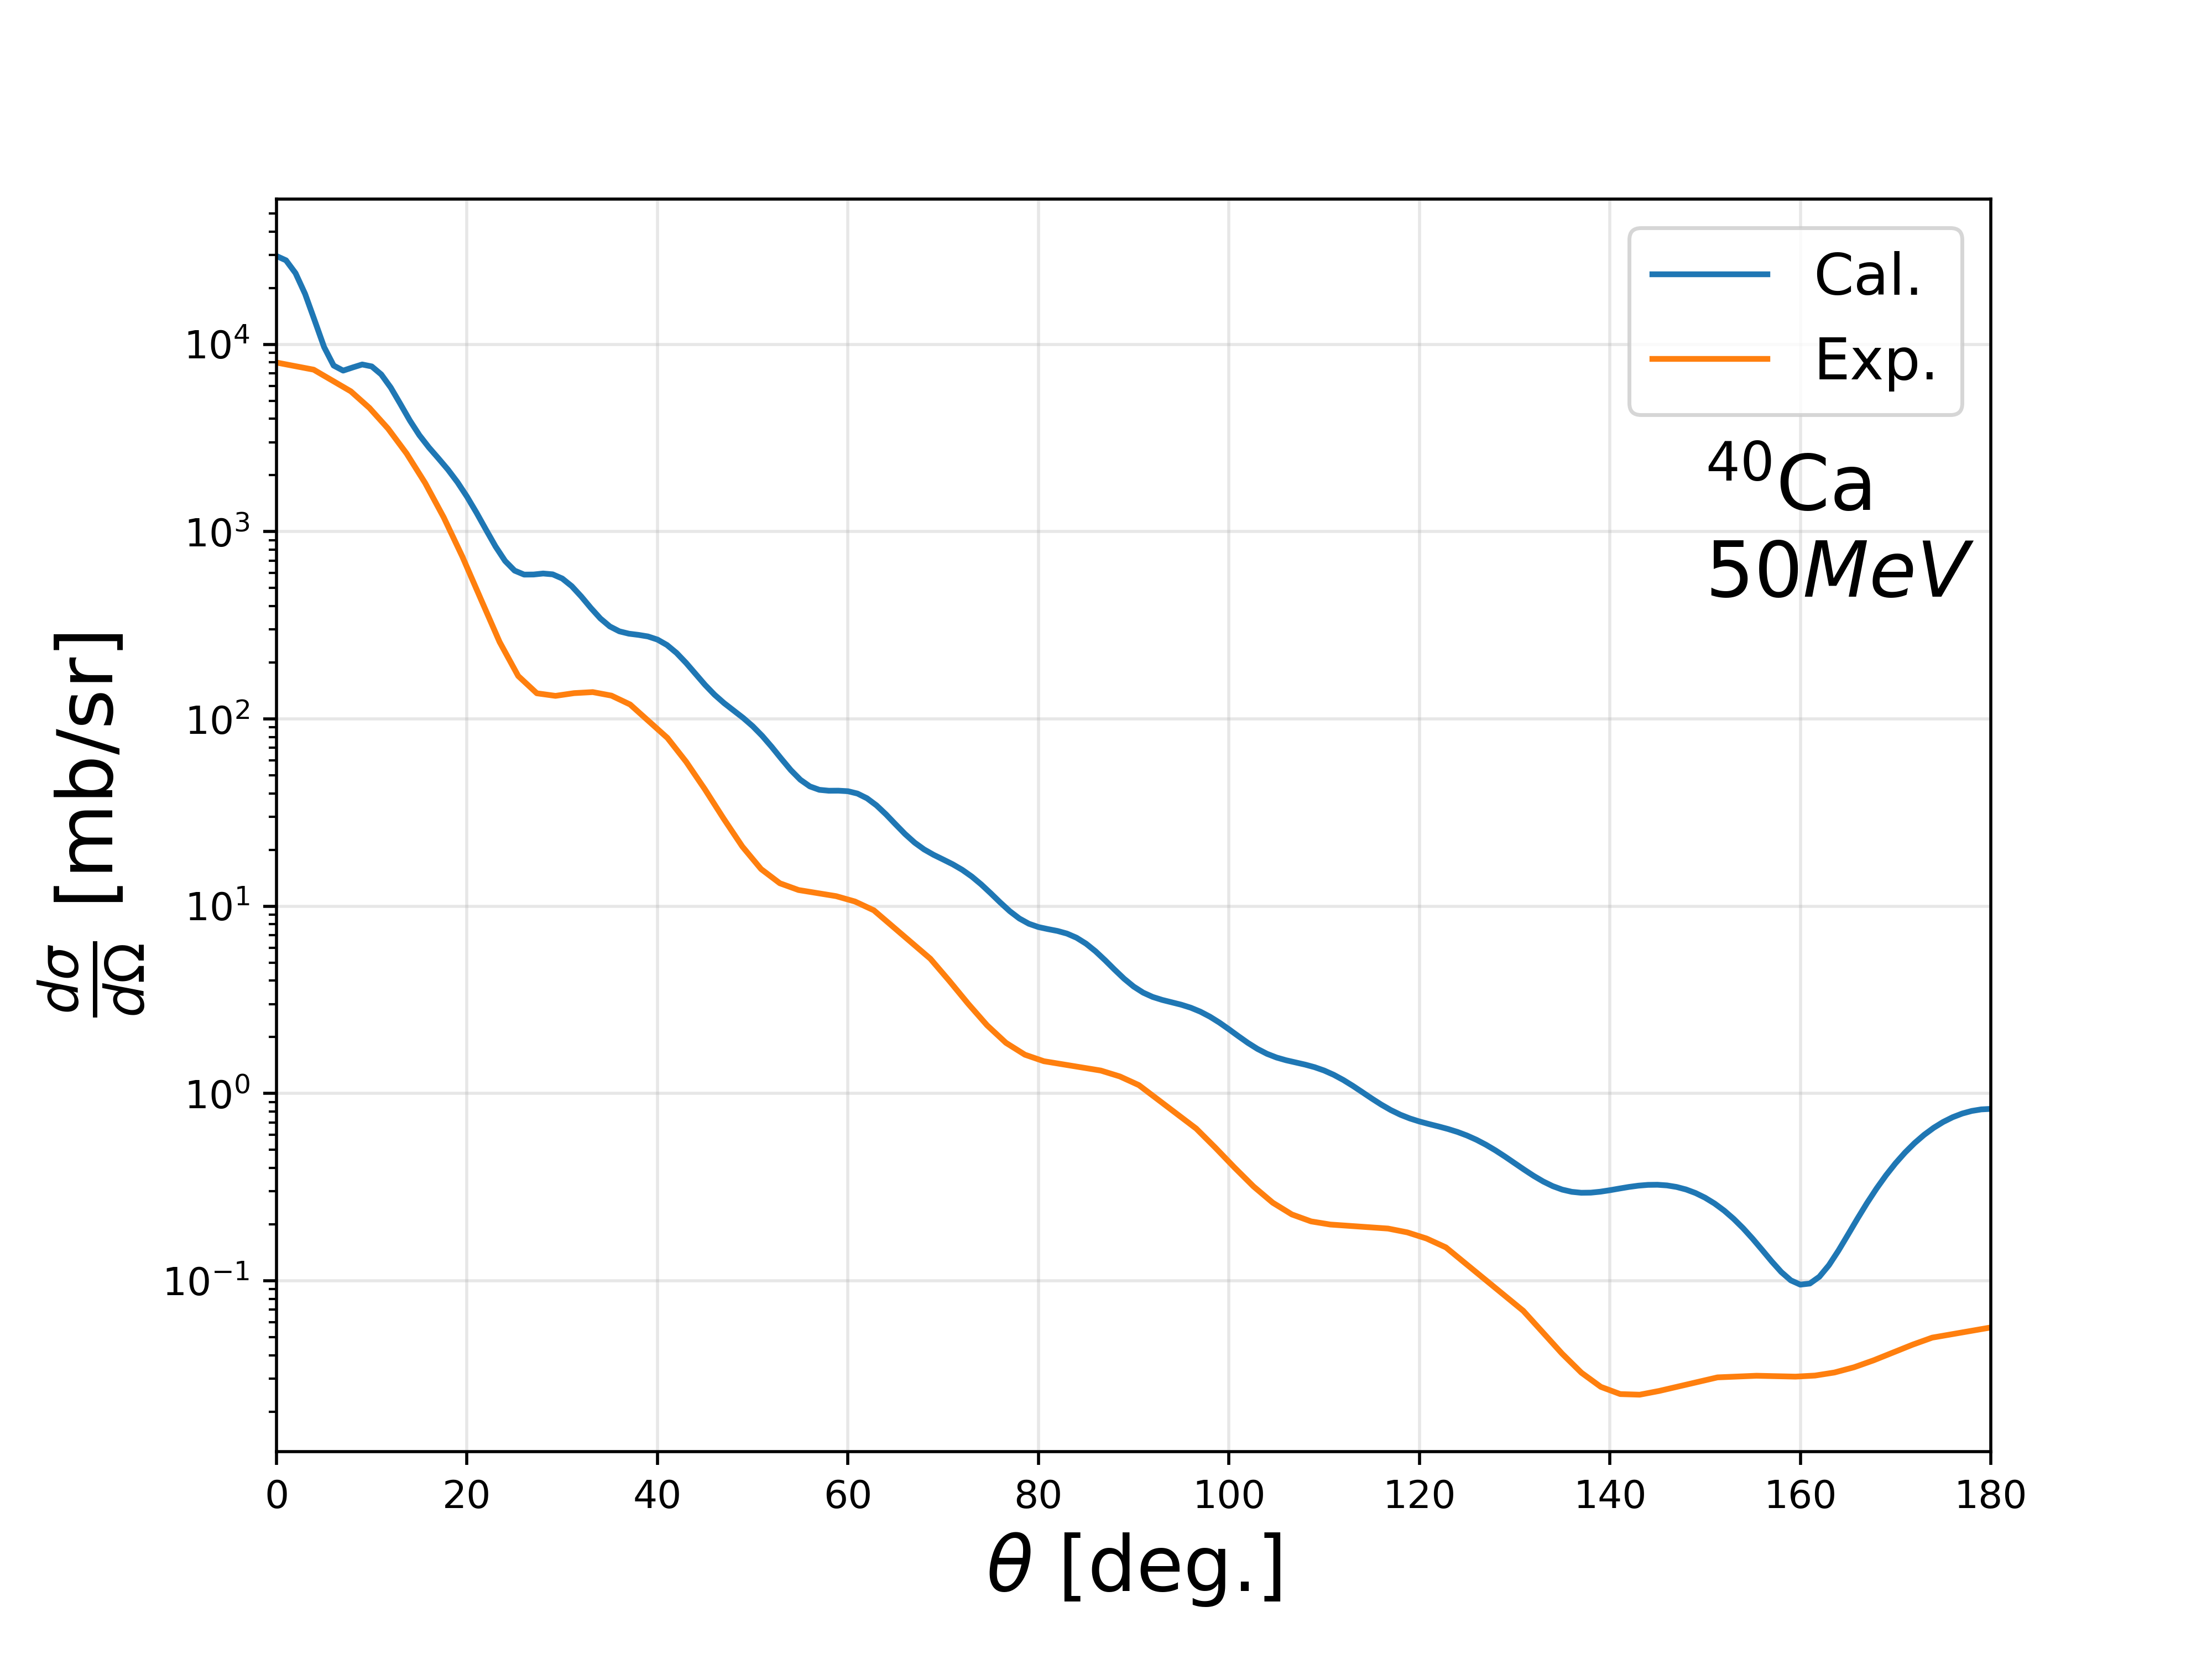 Cal.
Exp.
⁴⁰Ca
50MeV
dσ/dΩ [mb/sr]
10⁴
10³
10²
10¹
10⁰
10⁻¹
0 20 40 60 80 100 120 140 160 180
θ [deg.]